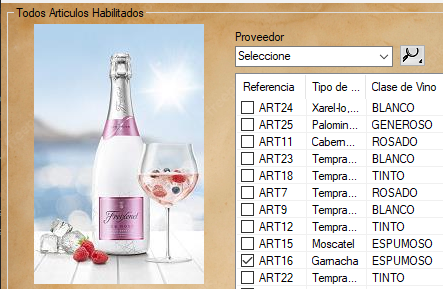 Todos Articulos Habilitados
Proveedor
Seleccione
Referencia Tipo de ... Clase de Vino
ART24 Xarel·lo,... BLANCO
ART25 Palomin... GENEROSO
ART11 Cabern... ROSADO
ART23 Tempra... BLANCO
ART18 Tempra... TINTO
ART7 Tempra... ROSADO
ART9 Tempra... BLANCO
ART12 Tempra... TINTO
ART15 Moscatel ESPUMOSO
ART16 Garnacha ESPUMOSO
ART22 Tempra... TINTO
Freixenet